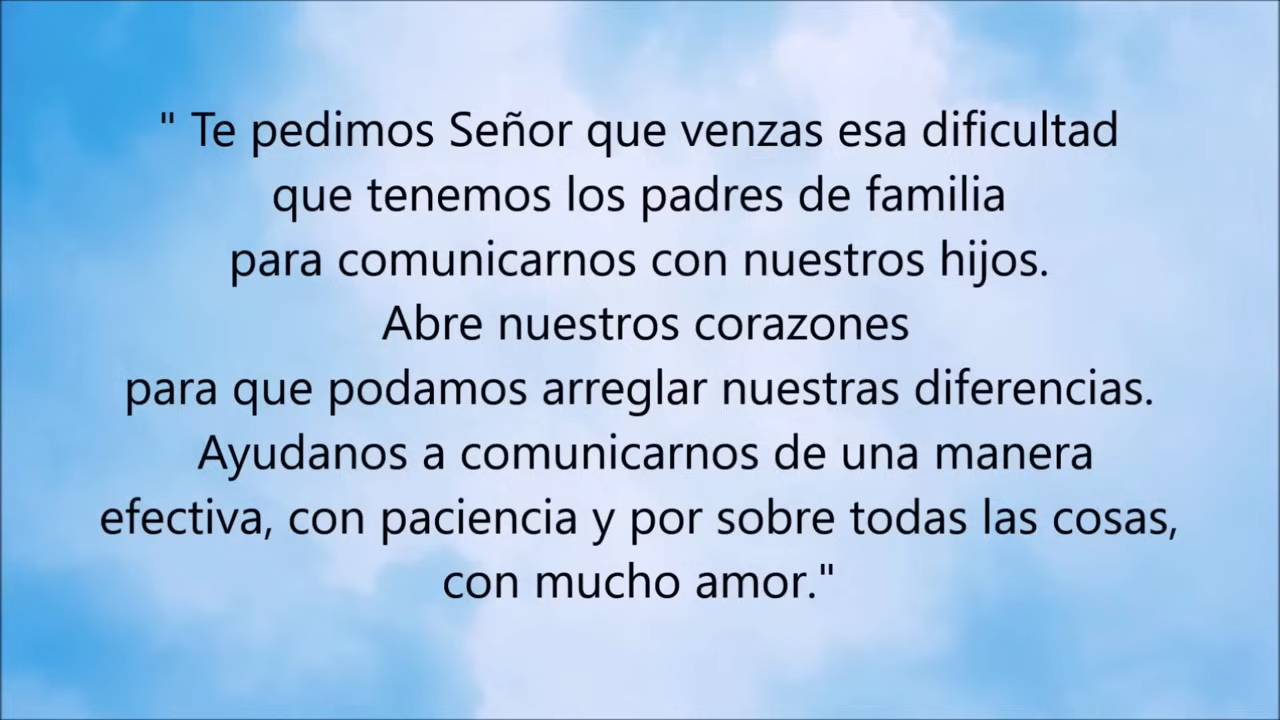 " Te pedimos Señor que venzas esa dificultad
que tenemos los padres de familia
para comunicarnos con nuestros hijos.
Abre nuestros corazones
para que podamos arreglar nuestras diferencias.
Ayudanos a comunicarnos de una manera
efectiva, con paciencia y por sobre todas las cosas,
con mucho amor."